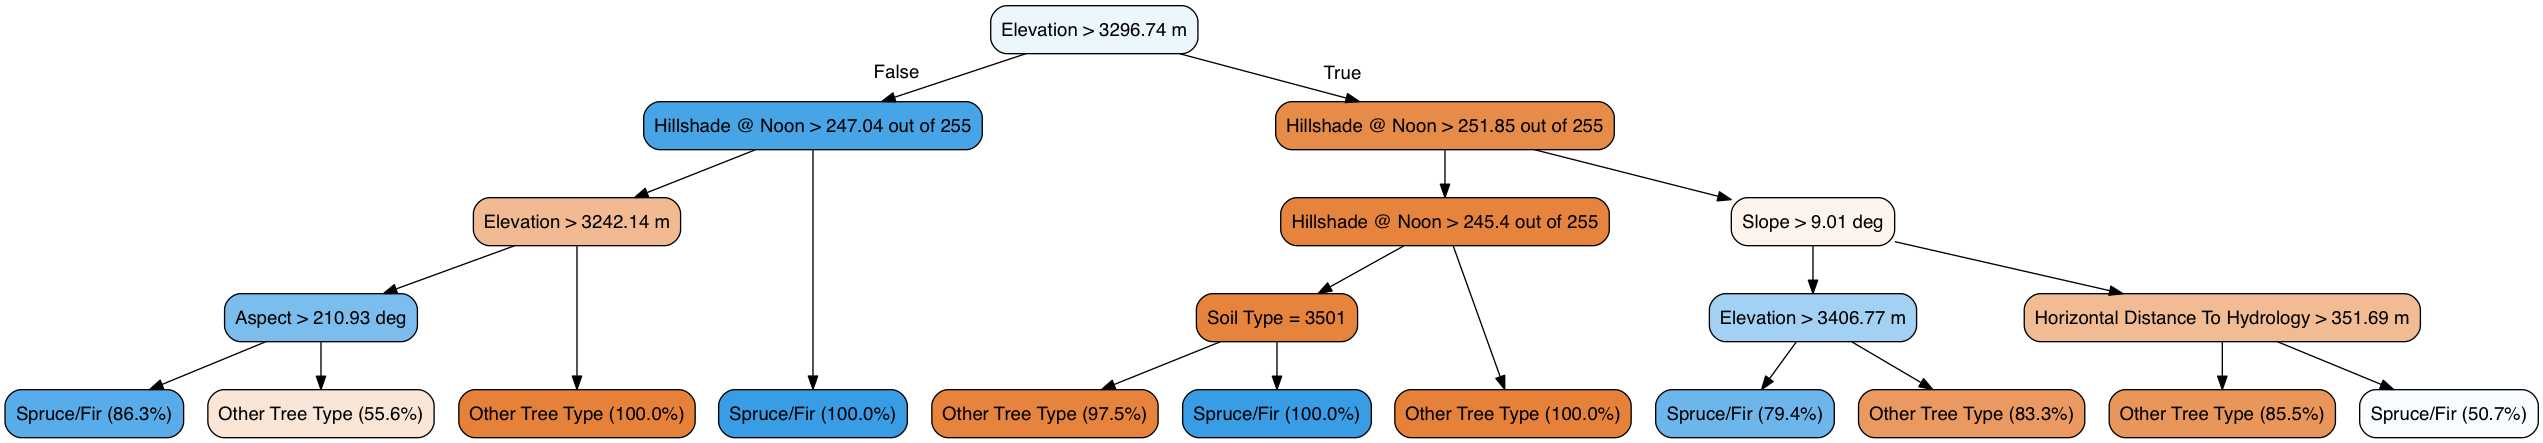 Elevation > 3296.74 m
False
True
Hillshade @ Noon > 247.04 out of 255
Hillshade @ Noon > 251.85 out of 255
Elevation > 3242.14 m
Hillshade @ Noon > 245.4 out of 255
Slope > 9.01 deg
Aspect > 210.93 deg
Soil Type = 3501
Elevation > 3406.77 m
Horizontal Distance To Hydrology > 351.69 m
Spruce/Fir (86.3%)
Other Tree Type (55.6%)
Other Tree Type (100.0%)
Spruce/Fir (100.0%)
Other Tree Type (97.5%)
Spruce/Fir (100.0%)
Other Tree Type (100.0%)
Spruce/Fir (79.4%)
Other Tree Type (83.3%)
Other Tree Type (85.5%)
Spruce/Fir (50.7%)